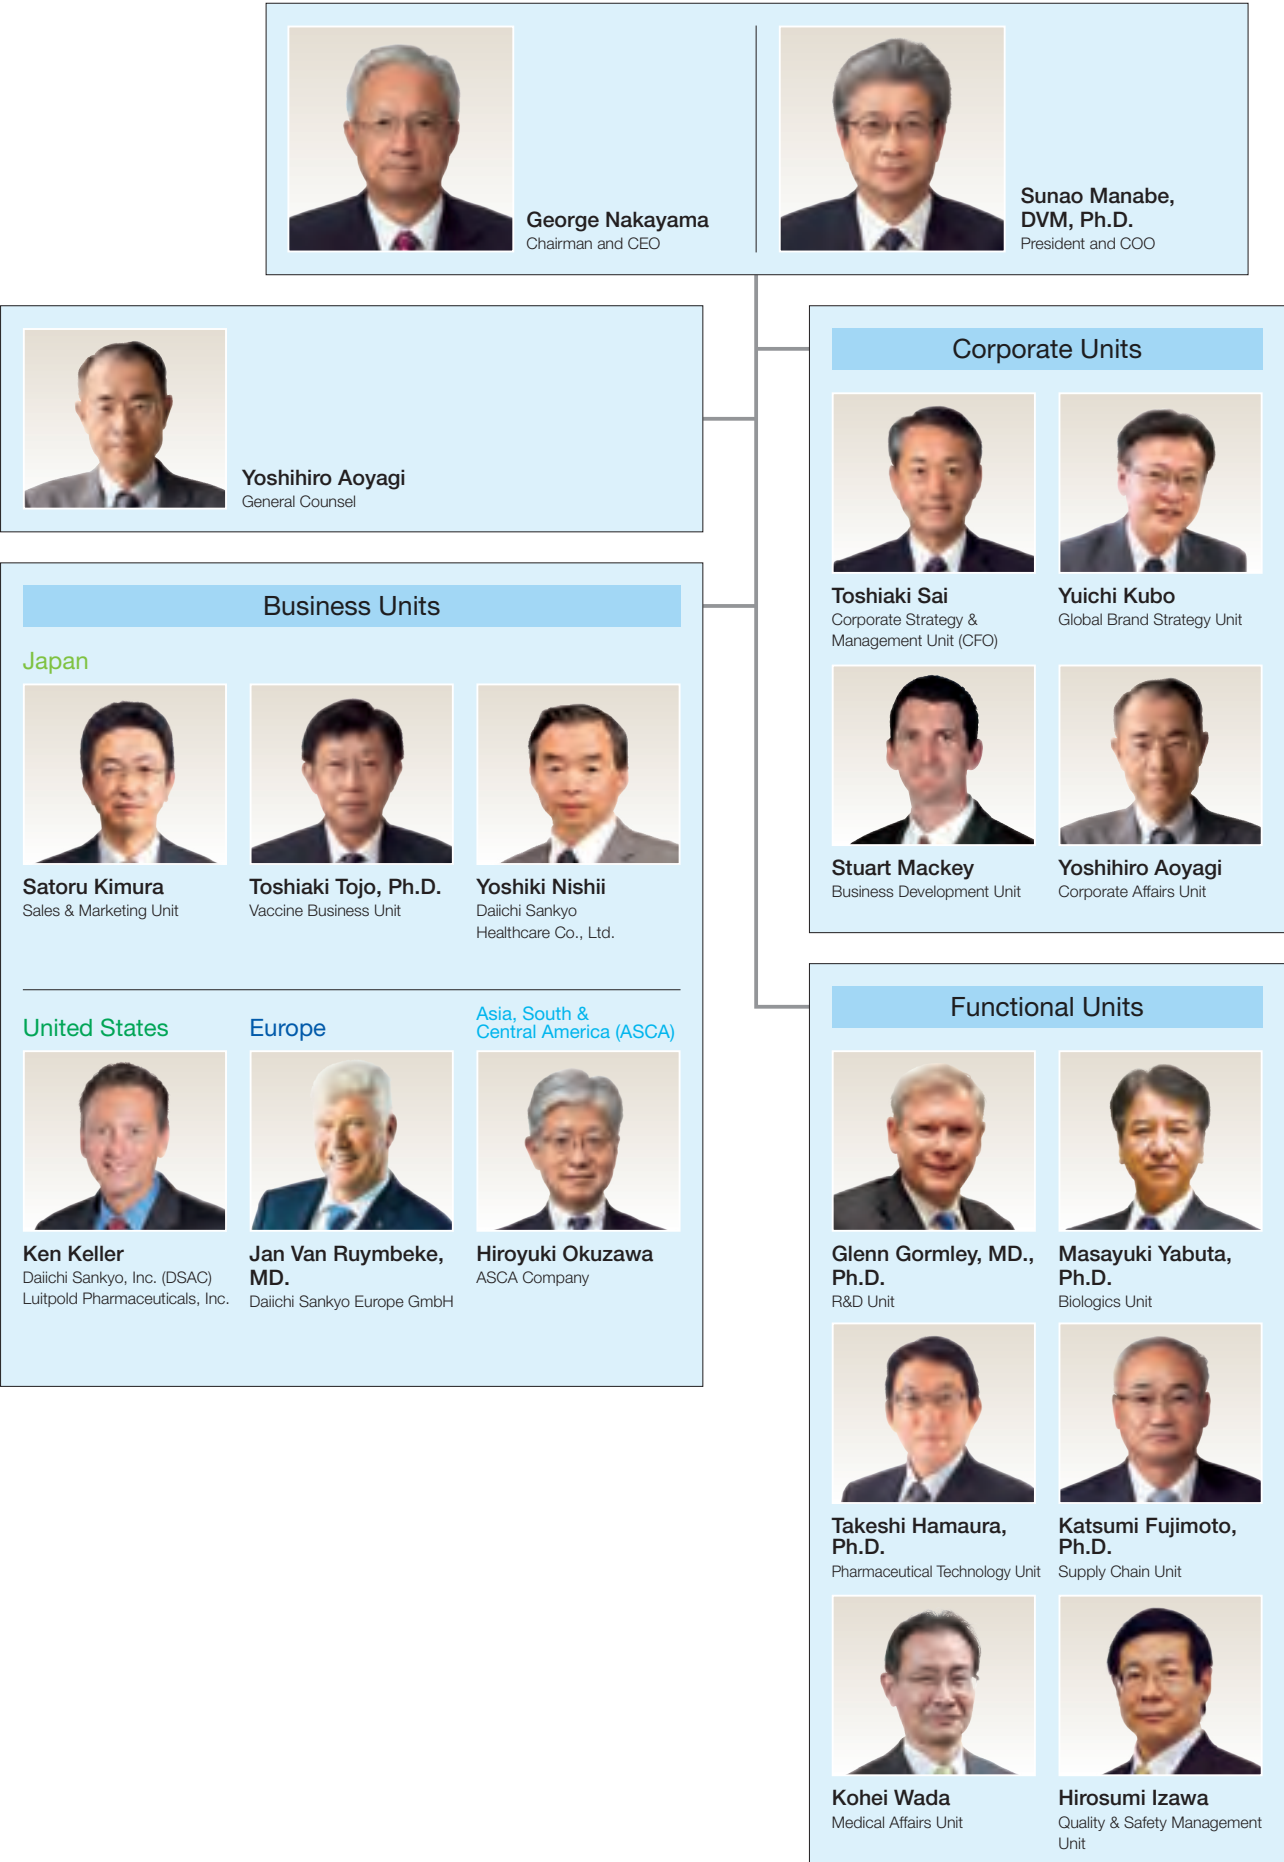 George Nakayama
Chairman and CEO
Sunao Manabe,
DVM, Ph.D.
President and COO
Yoshihiro Aoyagi
General Counsel
Business Units
Japan
Satoru Kimura
Sales & Marketing Unit
Toshiaki Tojo, Ph.D.
Vaccine Business Unit
Yoshiki Nishii
Daiichi Sankyo
Healthcare Co., Ltd.
United States
Ken Keller
Daiichi Sankyo, Inc. (DSAC)
Luitpold Pharmaceuticals, Inc.
Europe
Jan Van Ruymbeke,
MD.
Daiichi Sankyo Europe GmbH
Asia, South &
Central America (ASCA)
Hiroyuki Okuzawa
ASCA Company
Corporate Units
Toshiaki Sai
Corporate Strategy &
Management Unit (CFO)
Yuichi Kubo
Global Brand Strategy Unit
Stuart Mackey
Business Development Unit
Yoshihiro Aoyagi
Corporate Affairs Unit
Functional Units
Glenn Gormley, MD.,
Ph.D.
R&D Unit
Masayuki Yabuta,
Ph.D.
Biologics Unit
Takeshi Hamaura,
Ph.D.
Pharmaceutical Technology Unit
Katsumi Fujimoto,
Ph.D.
Supply Chain Unit
Kohei Wada
Medical Affairs Unit
Hirosumi Izawa
Quality & Safety Management
Unit